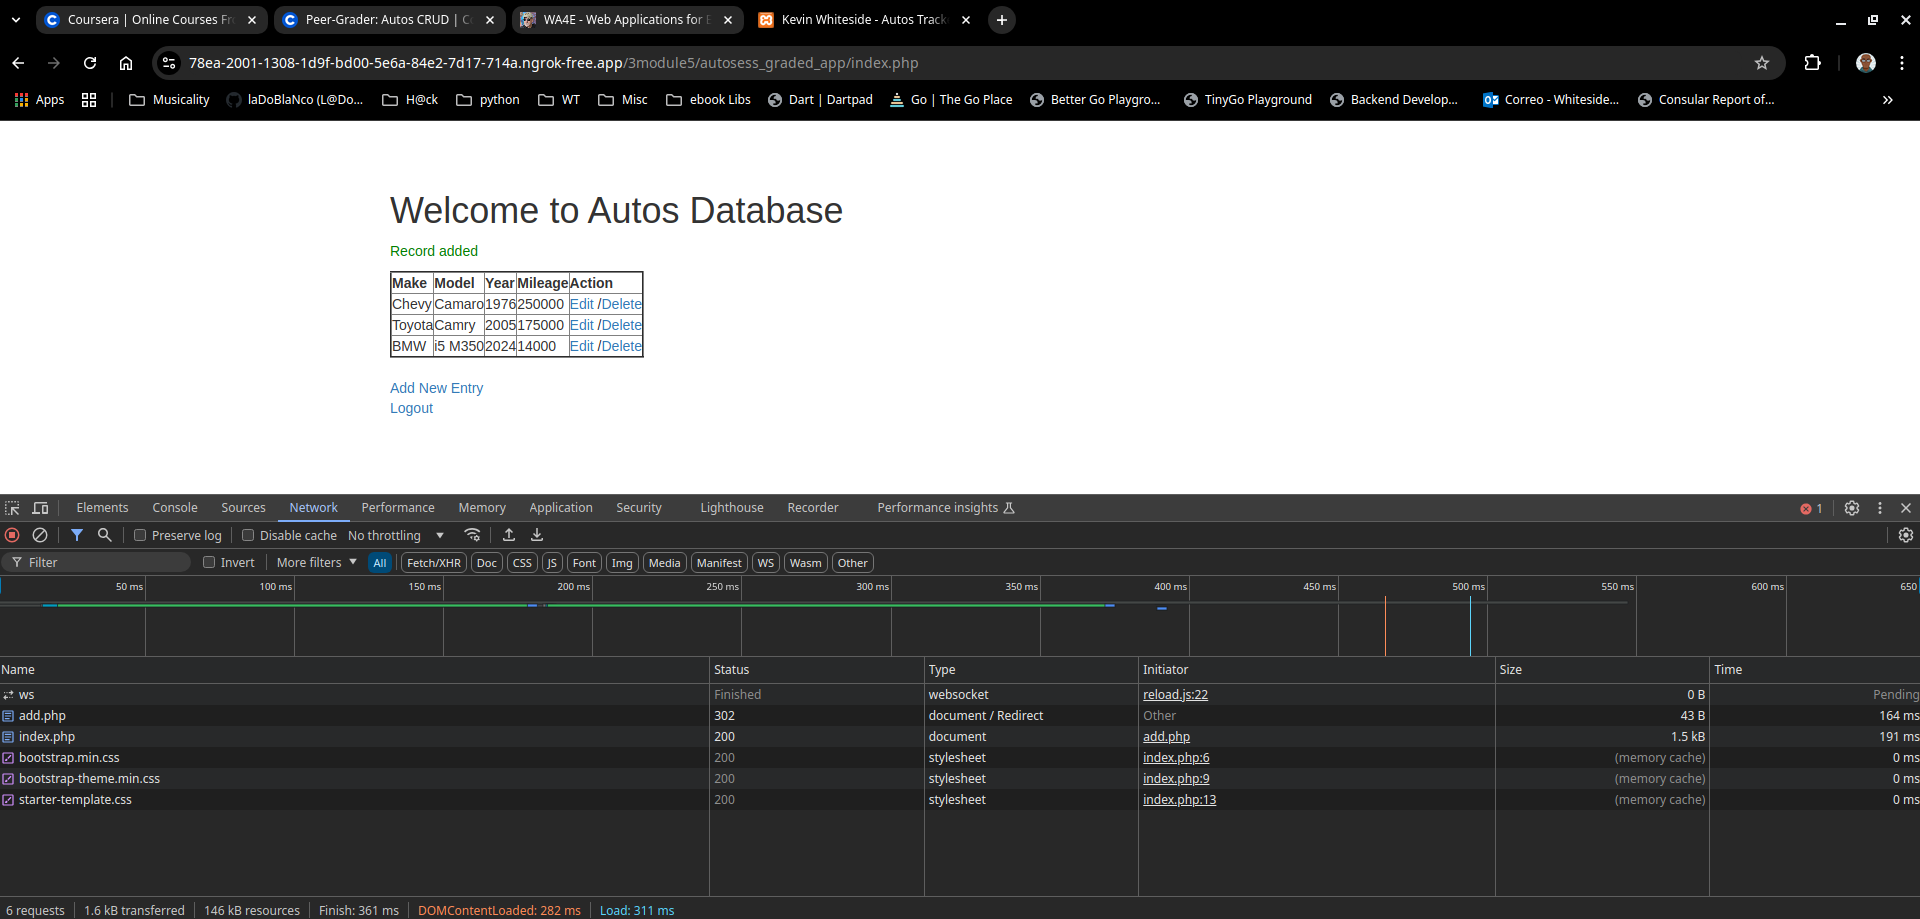 Coursera | Online Courses Fr
Peer-Grader: Autos CRUD | C
WA4E - Web Applications for E
Kevin Whiteside - Autos Track
78ea-2001-1308-1d9f-bd00-5e6a-84e2-7d17-714a.ngrok-free.app/3module5/autosess_graded_app/index.php
Apps Musicality laDoBlaNco (L@Do... H@ck python WT Misc ebook Libs Dart | Dartpad Go | The Go Place Better Go Playgro... TinyGo Playground Backend Develop... Correo - Whiteside... Consular Report of... »
Welcome to Autos Database
Record added
Make Model Year Mileage Action
Chevy Camaro 1976 250000 Edit /Delete
Toyota Camry 2005 175000 Edit /Delete
BMW i5 M350 2024 14000 Edit /Delete
Add New Entry
Logout
Elements Console Sources Network Performance Memory Application Security Lighthouse Recorder Performance insights 1
Preserve log Disable cache No throttling
Filter Invert More filters All Fetch/XHR Doc CSS JS Font Img Media Manifest WS Wasm Other
50 ms 100 ms 150 ms 200 ms 250 ms 300 ms 350 ms 400 ms 450 ms 500 ms 550 ms 600 ms 650
Name Status Type Initiator Size Time
ws Finished websocket reload.js:22 0 B Pending
add.php 302 document / Redirect Other 43 B 164 ms
index.php 200 document add.php 1.5 kB 191 ms
bootstrap.min.css 200 stylesheet index.php:6 (memory cache) 0 ms
bootstrap-theme.min.css 200 stylesheet index.php:9 (memory cache) 0 ms
starter-template.css 200 stylesheet index.php:13 (memory cache) 0 ms
6 requests 1.6 kB transferred 146 kB resources Finish: 361 ms DOMContentLoaded: 282 ms Load: 311 ms